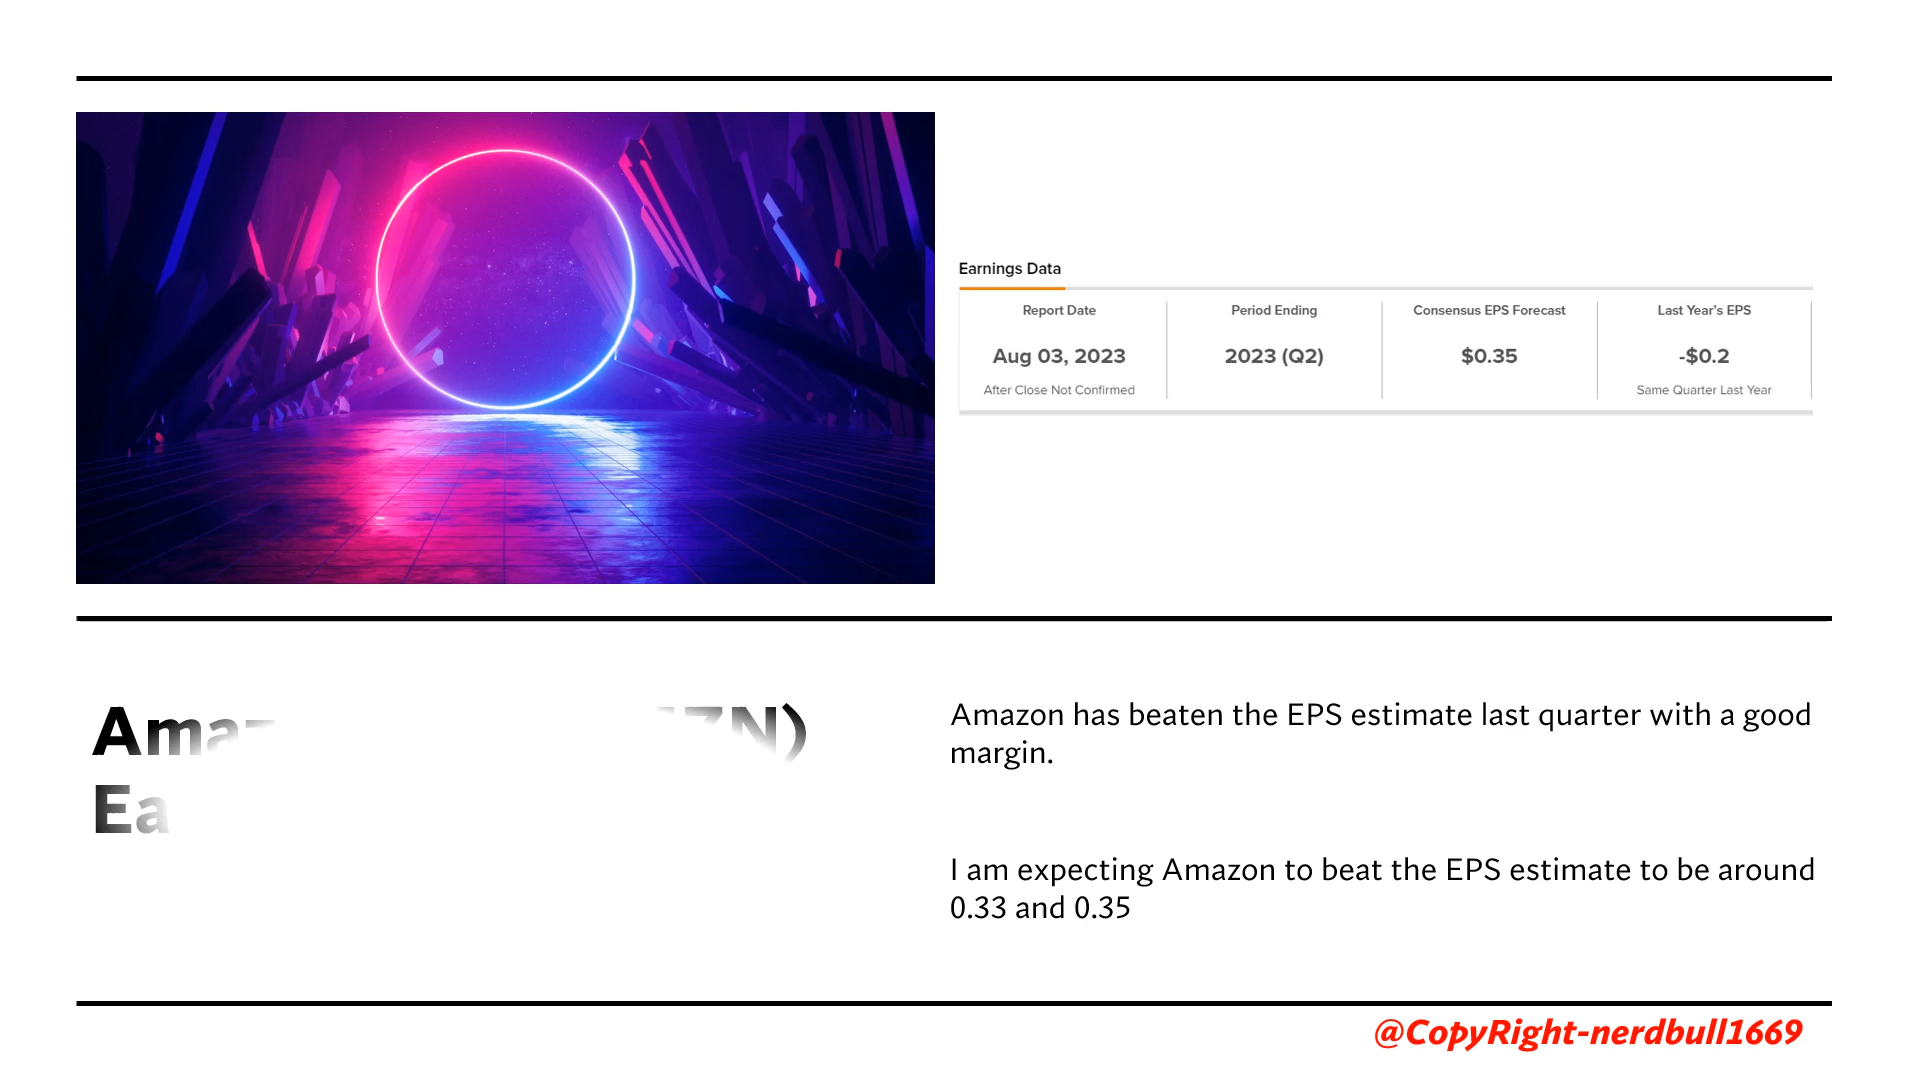 Earnings Data
Report Date
Period Ending
Consensus EPS Forecast
Last Year's EPS
Aug 03, 2023
2023 (Q2)
$0.35
-$0.2
After Close Not Confirmed
Same Quarter Last Year
Amazon has beaten the EPS estimate last quarter with a good
margin.
I am expecting Amazon to beat the EPS estimate to be around
0.33 and 0.35
@CopyRight-nerdbull1669